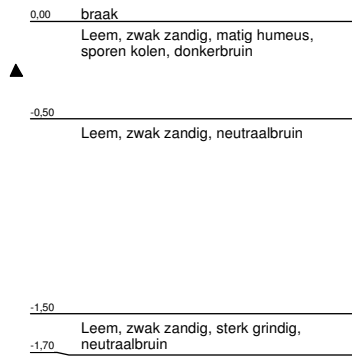 0,00 braak
Leem, zwak zandig, matig humeus,
sporen kolen, donkerbruin
-0,50
Leem, zwak zandig, neutraalbruin
-1,50
Leem, zwak zandig, sterk grindig,
neutraalbruin
-1,70